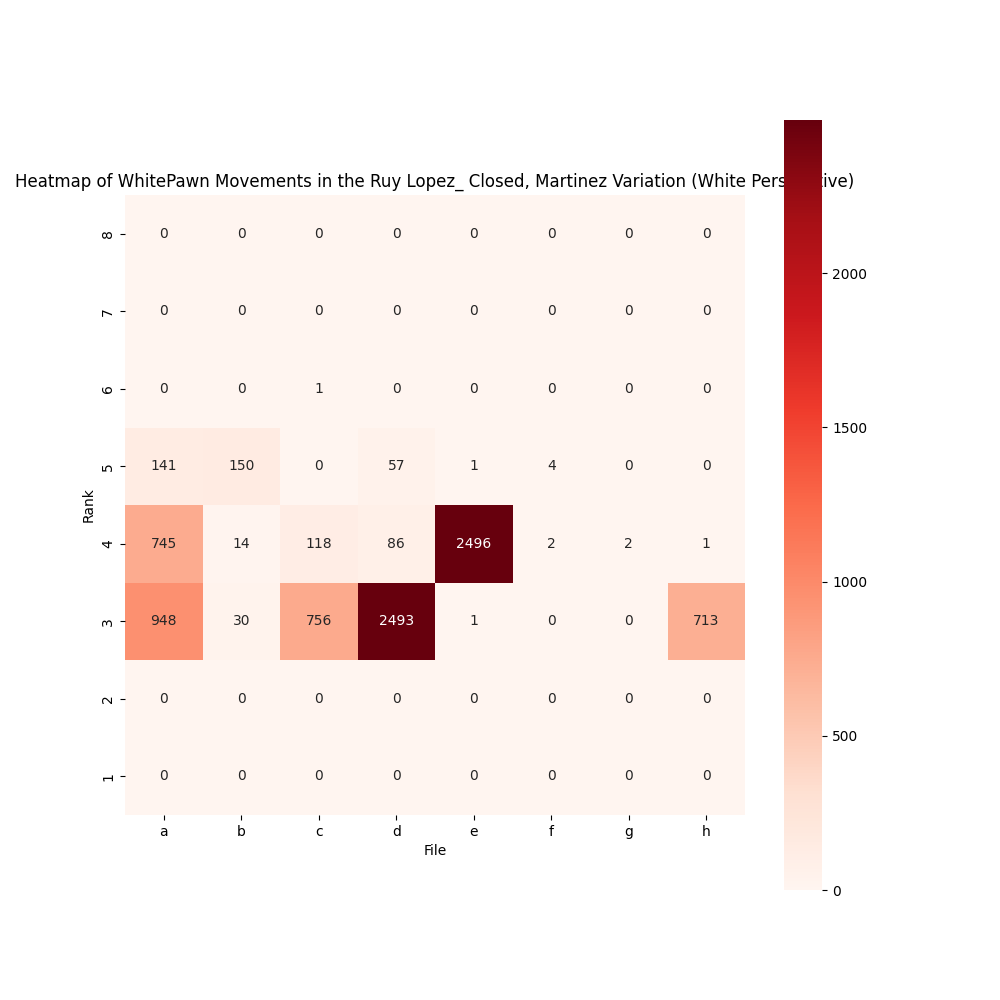 Heatmap of WhitePawn Movements in the Ruy Lopez_ Closed, Martinez Variation (White Pers      tive)
8 0 0 0 0 0 0 0 0
7 0 0 0 0 0 0 0 0
6 0 0 1 0 0 0 0 0
5 141 150 0 57 1 4 0 0
Rank
4 745 14 118 86 2496 2 2 1
3 948 30 756 2493 1 0 0 713
2 0 0 0 0 0 0 0 0
1 0 0 0 0 0 0 0 0
a b c d e f g h
File
2000
1500
1000
500
0